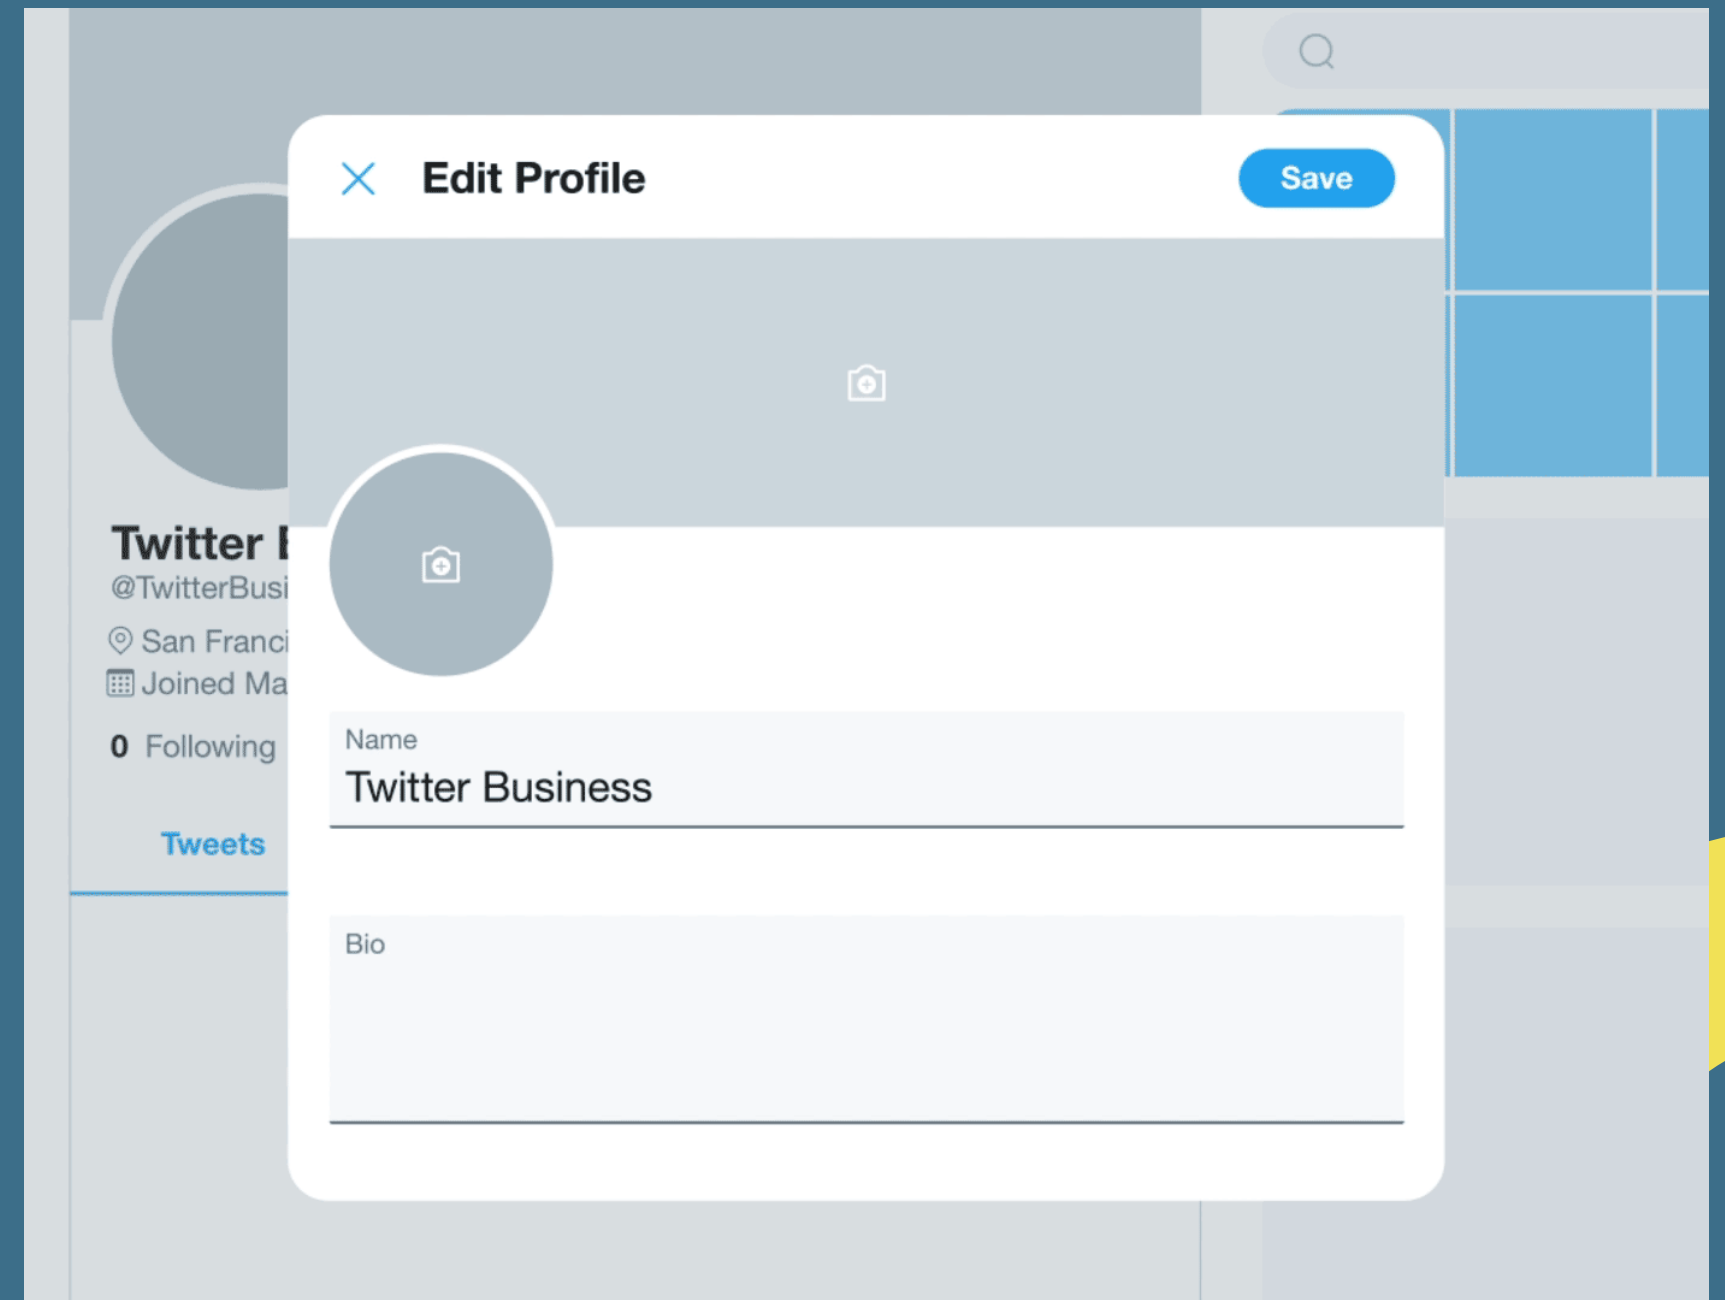 Edit Profile
Save
Twitter
@TwitterBusi
San Franci
Joined Ma
0 Following
Tweets
Name
Twitter Business
Bio